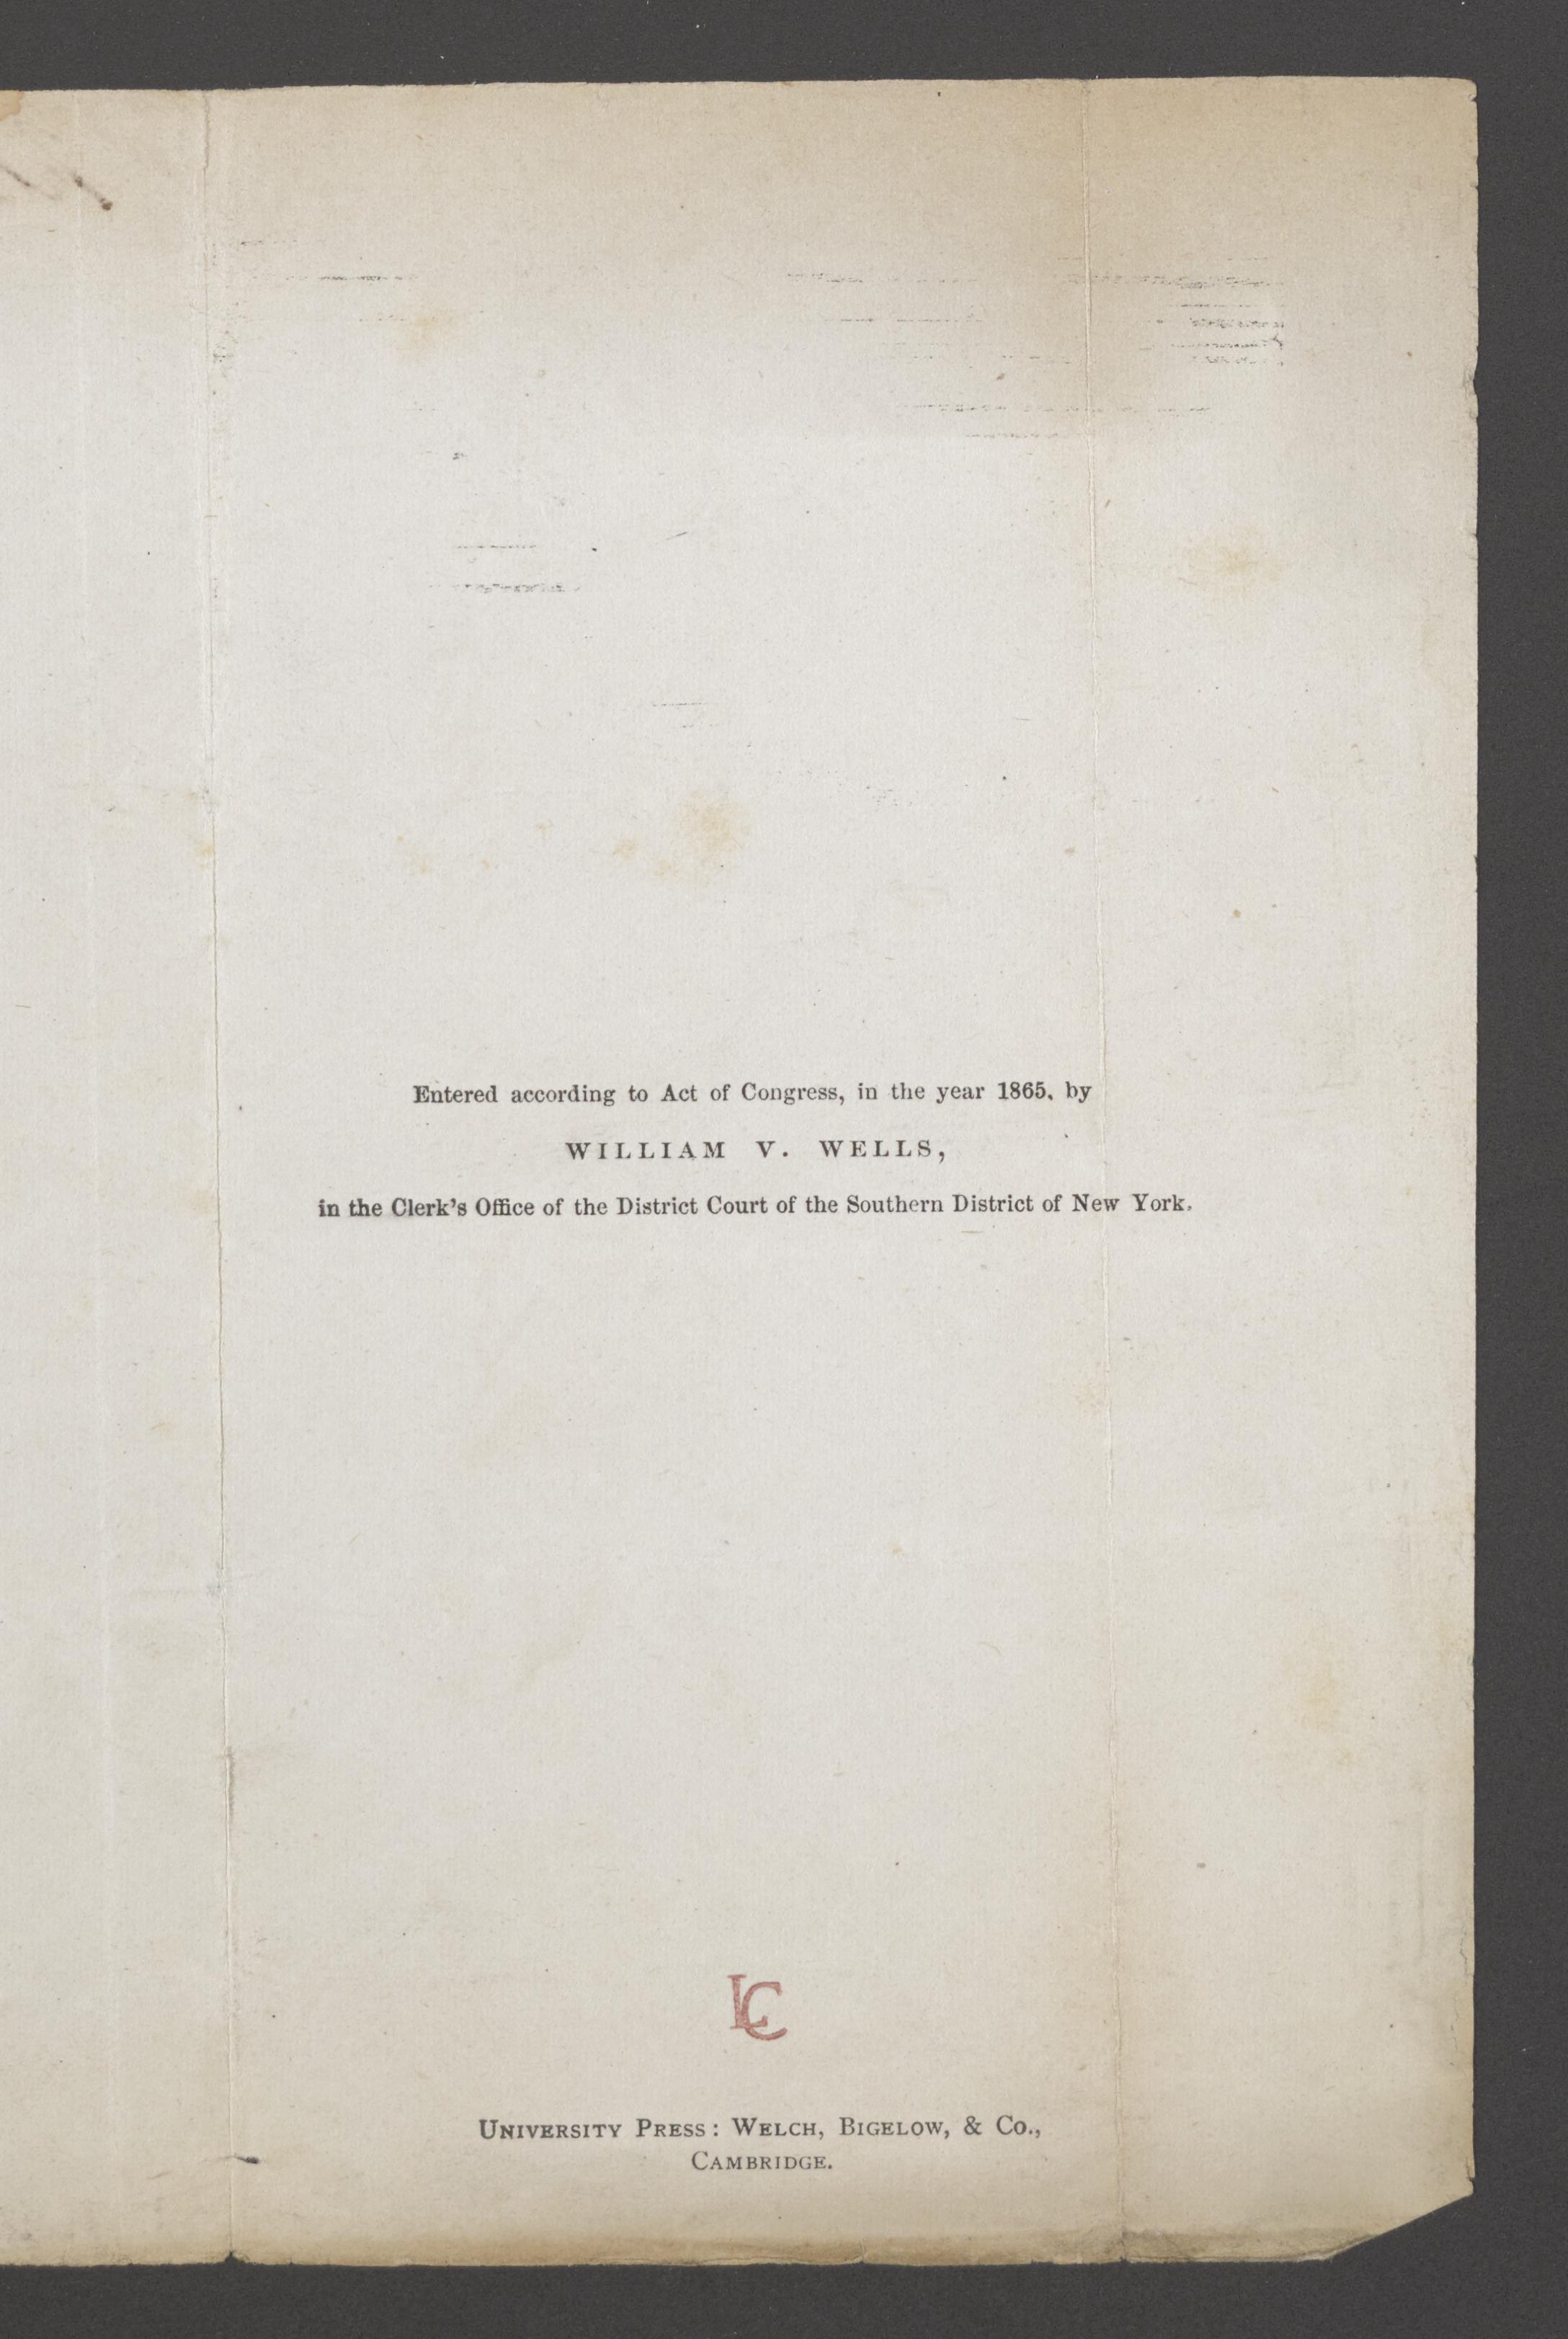 Entered according to Act of Congress, in the year 1865, by
WILLIAM V. WELLS,
in the Clerk's Office of the District Court of the Southern District of New York.
LC
UNIVERSITY PRESS: WELCH, BIGELOW, & CO.,
CAMBRIDGE.